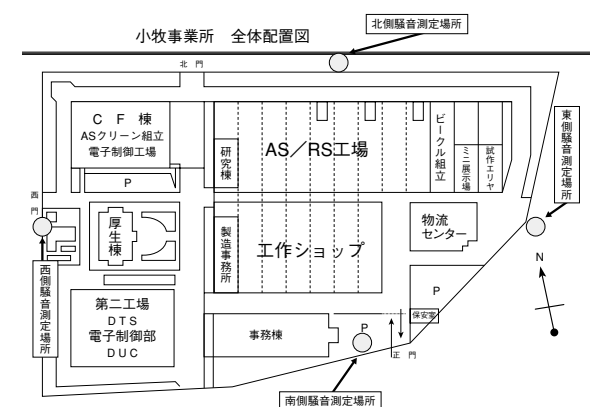 小牧事業所 全体配置図
北側騒音測定場所
北 門
C F 棟
ASクリーン組立
電子制御工場
P
研究棟
AS/RS工場
ビークル組立
ミニ展示場
試作エリヤ
東側騒音測定場所
西門
厚生棟
製造事務所
工作ショップ
物流
センター
N
西側騒音測定場所
第二工場
DTS
電子制御部
DUC
事務棟
P
P
保安室
正 門
南側騒音測定場所